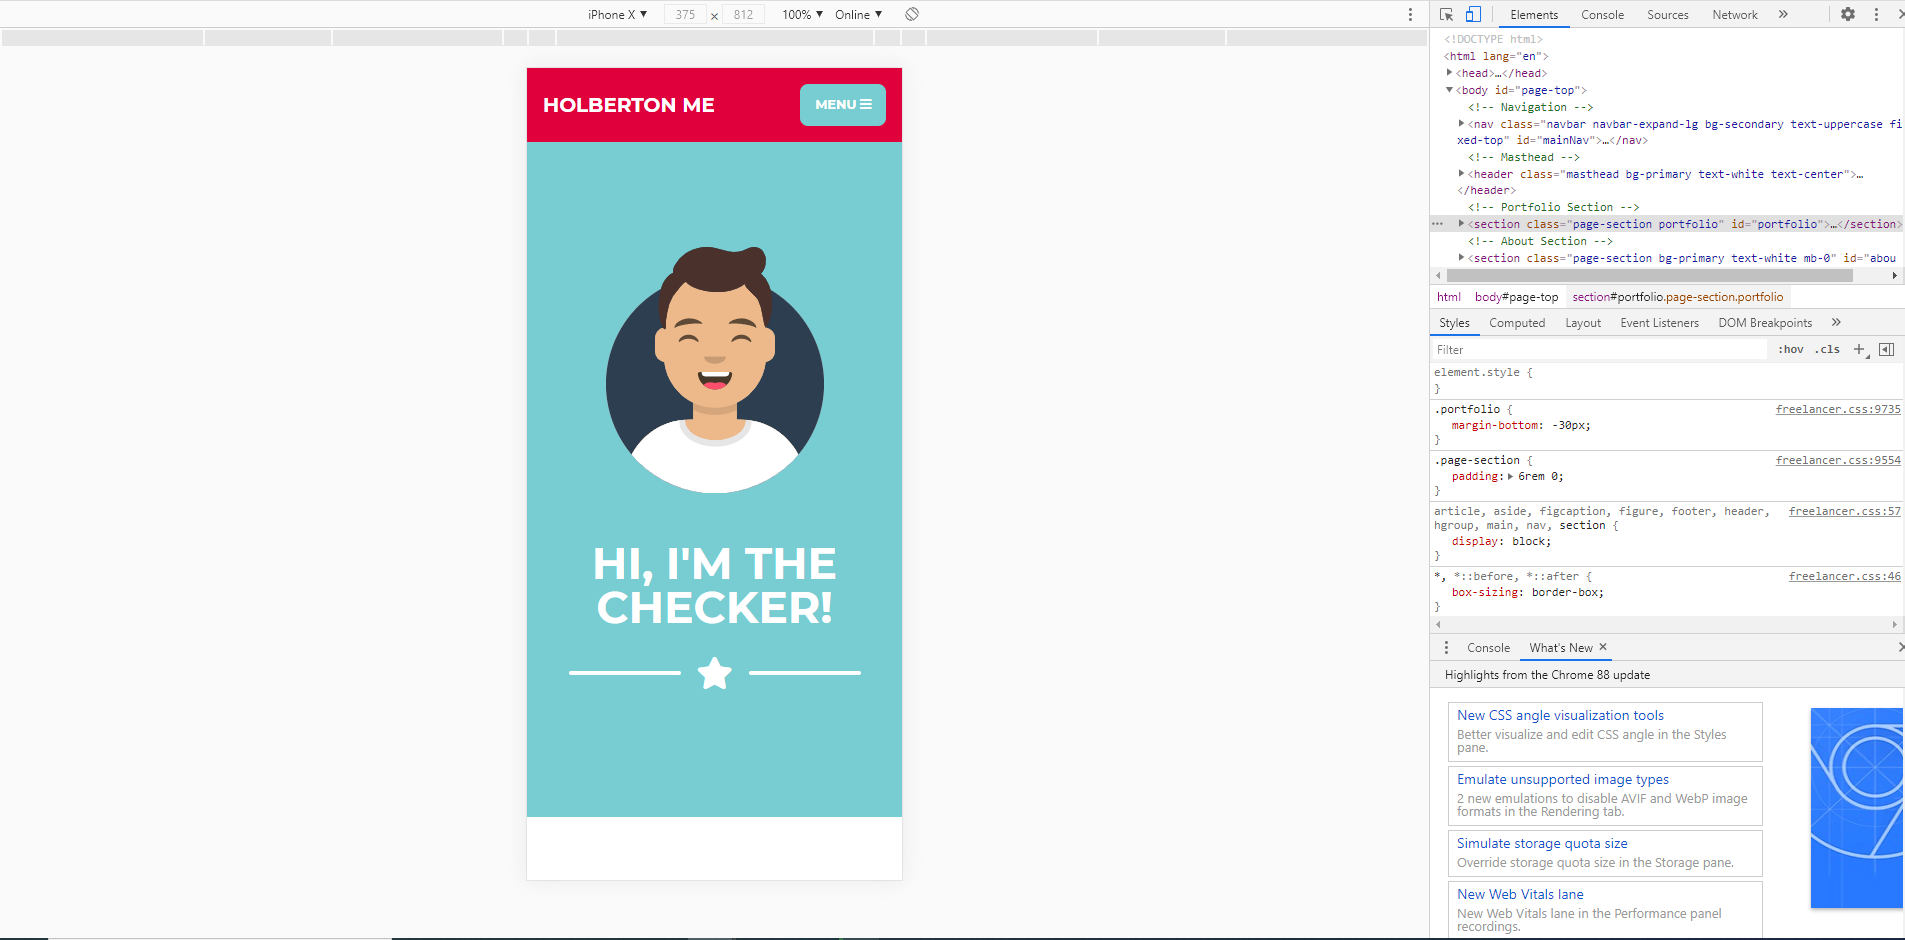 iPhone X ▼ 375 × 812 100% ▼ Online ▼
HOLBERTON ME
MENU
HI, I'M THE
CHECKER!
Elements Console Sources Network »
<!DOCTYPE html>
<html lang="en">
<head>…</head>
<body id="page-top">
<!-- Navigation -->
<nav class="navbar navbar-expand-lg bg-secondary text-uppercase fi
xed-top" id="mainNav">…</nav>
<!-- Masthead -->
<header class="masthead bg-primary text-white text-center">…
</header>
<!-- Portfolio Section -->
<section class="page-section portfolio" id="portfolio">…</section>
<!-- About Section -->
<section class="page-section bg-primary text-white mb-0" id="abou
html body#page-top section#portfolio.page-section.portfolio
Styles Computed Layout Event Listeners DOM Breakpoints »
Filter :hov .cls +
element.style {
}
.portfolio { freelancer.css:9735
margin-bottom: -30px;
}
.page-section { freelancer.css:9554
padding: 6rem 0;
}
article, aside, figcaption, figure, footer, header, freelancer.css:57
hgroup, main, nav, section {
display: block;
}
*, *::before, *::after { freelancer.css:46
box-sizing: border-box;
}
Console What's New ×
Highlights from the Chrome 88 update
New CSS angle visualization tools
Better visualize and edit CSS angle in the Styles
pane.
Emulate unsupported image types
2 new emulations to disable AVIF and WebP image
formats in the Rendering tab.
Simulate storage quota size
Override storage quota size in the Storage pane.
New Web Vitals lane
New Web Vitals lane in the Performance panel
recordings.